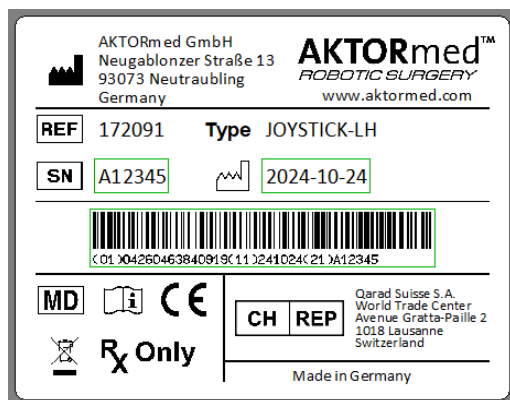 AKTORmed GmbH
Neugablonzer Straße 13
93073 Neutraubling
Germany
AKTORmed™
ROBOTIC SURGERY
www.aktormed.com
REF 172091 Type JOYSTICK-LH
SN A12345 2024-10-24
(01)04260463840919(11)241024(21)A12345
MD i CE
Rx Only
CH REP
Qarad Suisse S.A.
World Trade Center
Avenue Gratta-Paille 2
1018 Lausanne
Switzerland
Made in Germany